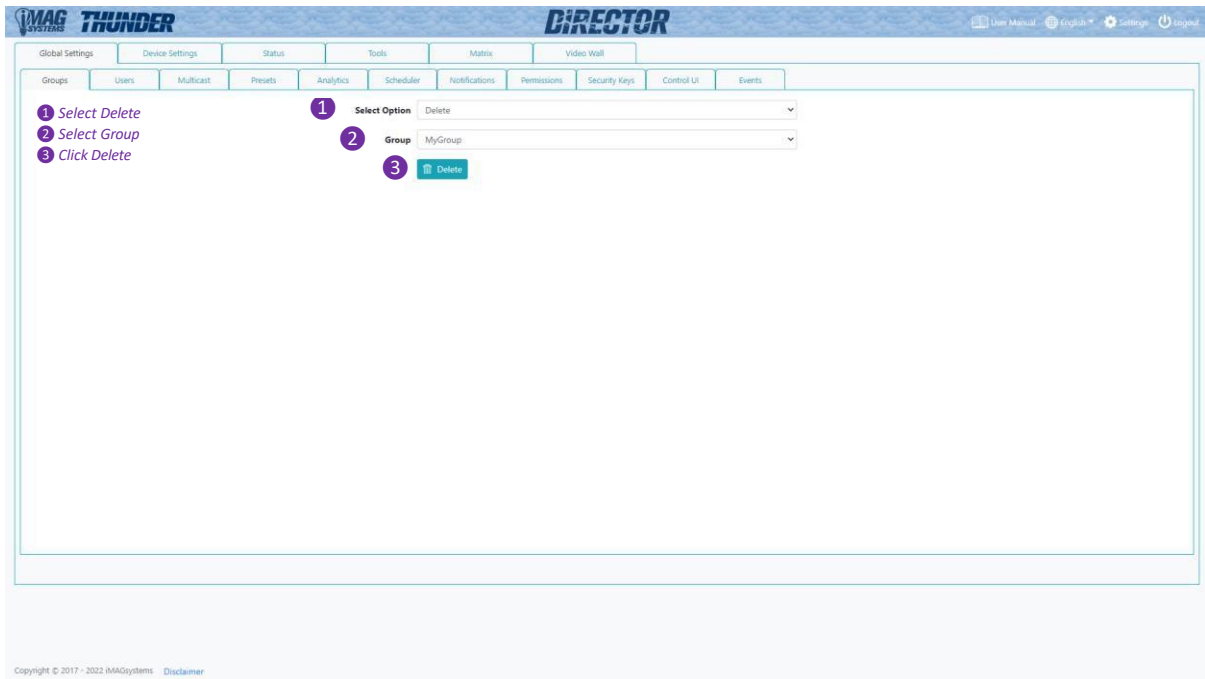 iMAG SYSTEMS THUNDER DiRECTOR User Manual English Settings Logout
Global Settings Device Settings Status Tools Matrix Video Wall
Groups Users Multicast Presets Analytics Scheduler Notifications Permissions Security Keys Control UI Events
1 Select Delete
2 Select Group
3 Click Delete
1 Select Option Delete
2 Group MyGroup
3 Delete
Copyright © 2017 - 2022 iMAGsystems Disclaimer